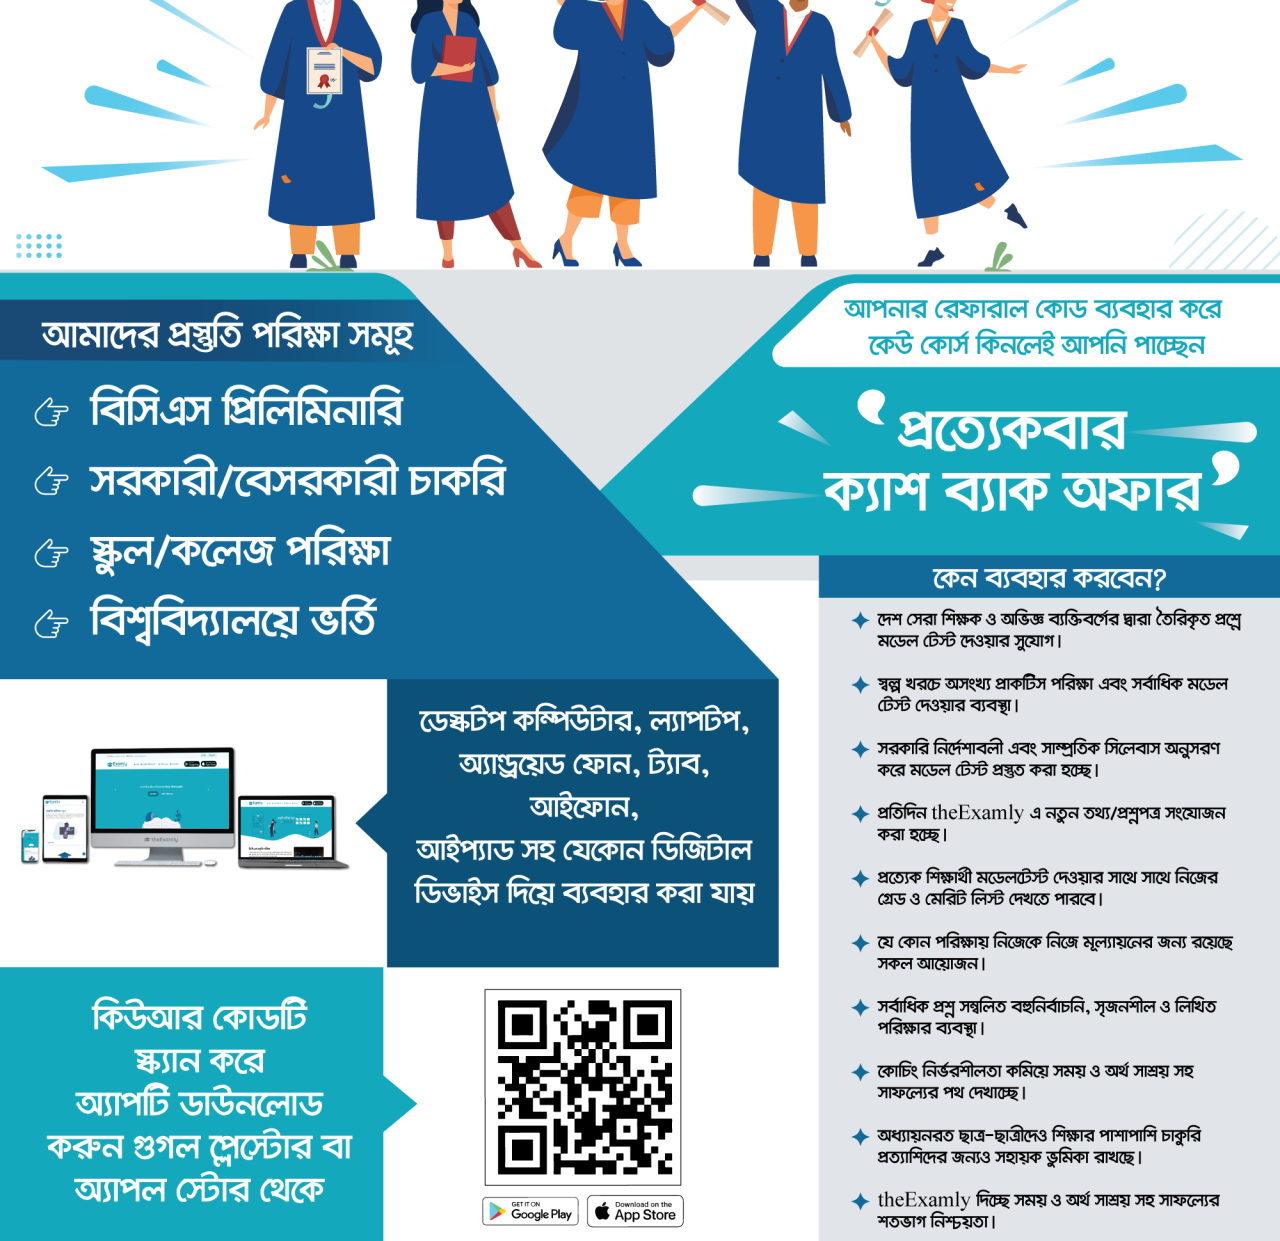 আমাদের প্রস্তুতি পরিক্ষা সমূহ
বিসিএস প্রিলিমিনারি
সরকারী/বেসরকারী চাকরি
স্কুল/কলেজ পরিক্ষা
বিশ্ববিদ্যালয়ে ভর্তি
আপনার রেফারাল কোড ব্যবহার করে
কেউ কোর্স কিনলেই আপনি পাচ্ছেন
‘প্রত্যেকবার
ক্যাশ ব্যাক অফার’
ডেস্কটপ কম্পিউটার, ল্যাপটপ,
অ্যান্ড্রয়েড ফোন, ট্যাব,
আইফোন,
আইপ্যাড সহ যেকোন ডিজিটাল
ডিভাইস দিয়ে ব্যবহার করা যায়
theExamly
কিউআর কোডটি
স্ক্যান করে
অ্যাপটি ডাউনলোড
করুন গুগল প্লেস্টোর বা
অ্যাপল স্টোর থেকে
GET IT ON
Google Play
Download on the
App Store
কেন ব্যবহার করবেন?
দেশ সেরা শিক্ষক ও অভিজ্ঞ ব্যক্তিবর্গের দ্বারা তৈরিকৃত প্রশ্নে
মডেল টেস্ট দেওয়ার সুযোগ।
স্বল্প খরচে অসংখ্য প্রাকটিস পরিক্ষা এবং সর্বাধিক মডেল
টেস্ট দেওয়ার ব্যবস্থা।
সরকারি নির্দেশাবলী এবং সাম্প্রতিক সিলেবাস অনুসরণ
করে মডেল টেস্ট প্রস্তুত করা হচ্ছে।
প্রতিদিন theExamly এ নতুন তথ্য/প্রশ্নপত্র সংযোজন
করা হচ্ছে।
প্রত্যেক শিক্ষার্থী মডেলটেস্ট দেওয়ার সাথে সাথে নিজের
গ্রেড ও মেরিট লিস্ট দেখতে পারবে।
যে কোন পরিক্ষায় নিজেকে নিজে মূল্যায়নের জন্য রয়েছে
সকল আয়োজন।
সর্বাধিক প্রশ্ন সম্বলিত বহুনির্বাচনি, সৃজনশীল ও লিখিত
পরিক্ষার ব্যবস্থা।
কোচিং নির্ভরশীলতা কমিয়ে সময় ও অর্থ সাশ্রয় সহ
সাফল্যের পথ দেখাচ্ছে।
অধ্যায়নরত ছাত্র-ছাত্রীদেও শিক্ষার পাশাপাশি চাকুরি
প্রত্যাশিদের জন্যও সহায়ক ভুমিকা রাখছে।
theExamly দিচ্ছে সময় ও অর্থ সাশ্রয় সহ সাফল্যের
শতভাগ নিশ্চয়তা।